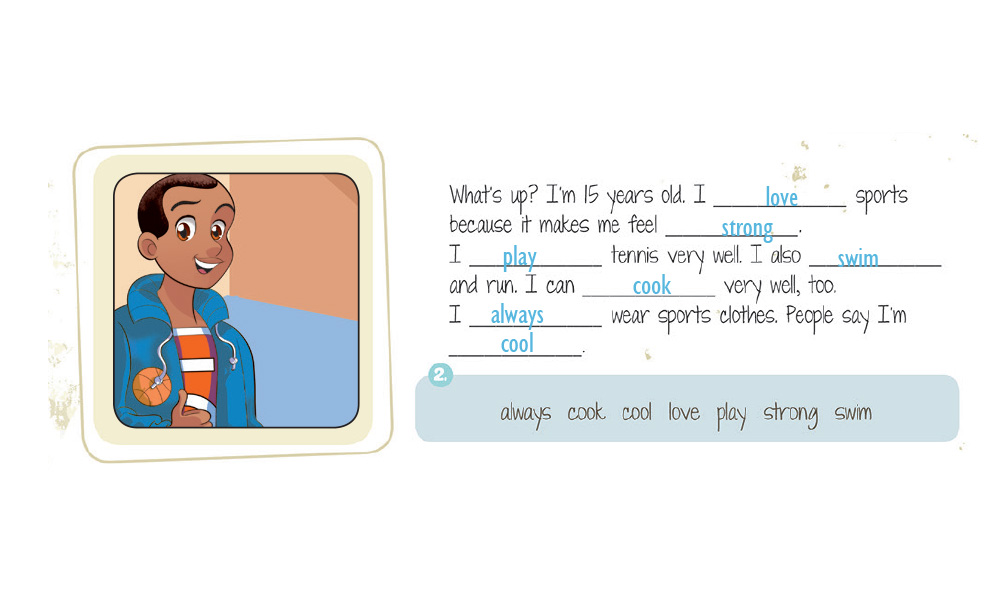 What's up? I'm 15 years old. I love sports
because it makes me feel strong.
I play tennis very well. I also swim
and run. I can cook very well, too.
I always wear sports clothes. People say I'm
cool.
2.
always cook cool love play strong swim